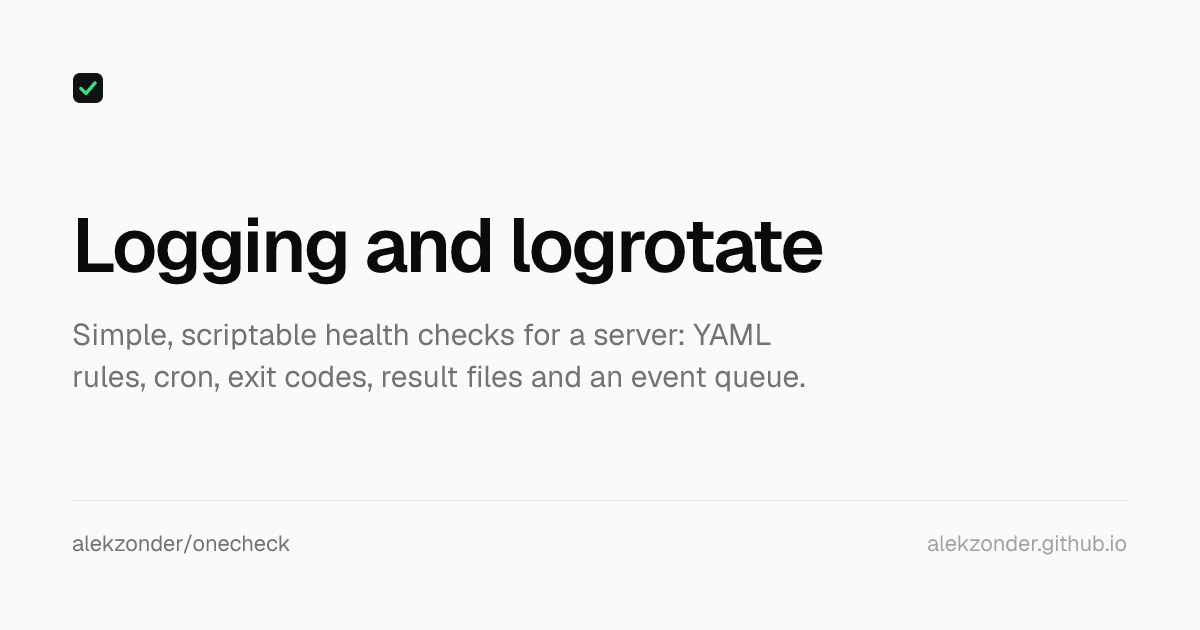 Logging and logrotate
Simple, scriptable health checks for a server: YAML
rules, cron, exit codes, result files and an event queue.
alekzonder/onecheck
alekzonder.github.io